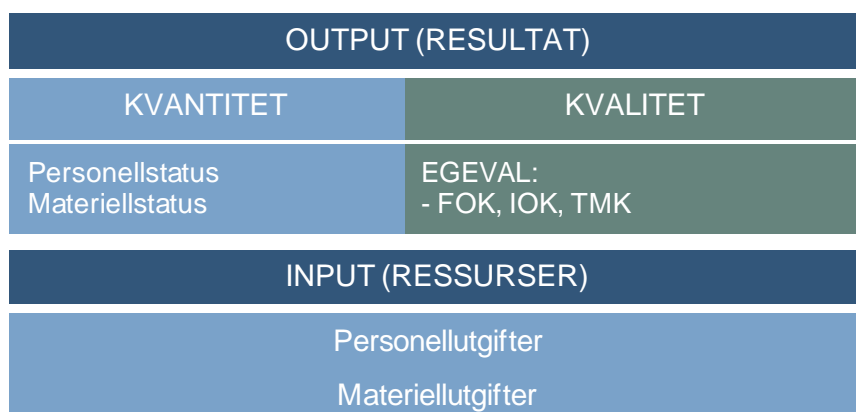 OUTPUT (RESULTAT)
KVANTITET
KVALITET
Personellstatus
Materiellstatus
EGEVAL:
- FOK, IOK, TMK
INPUT (RESSURSER)
Personellutgifter
Materiellutgifter